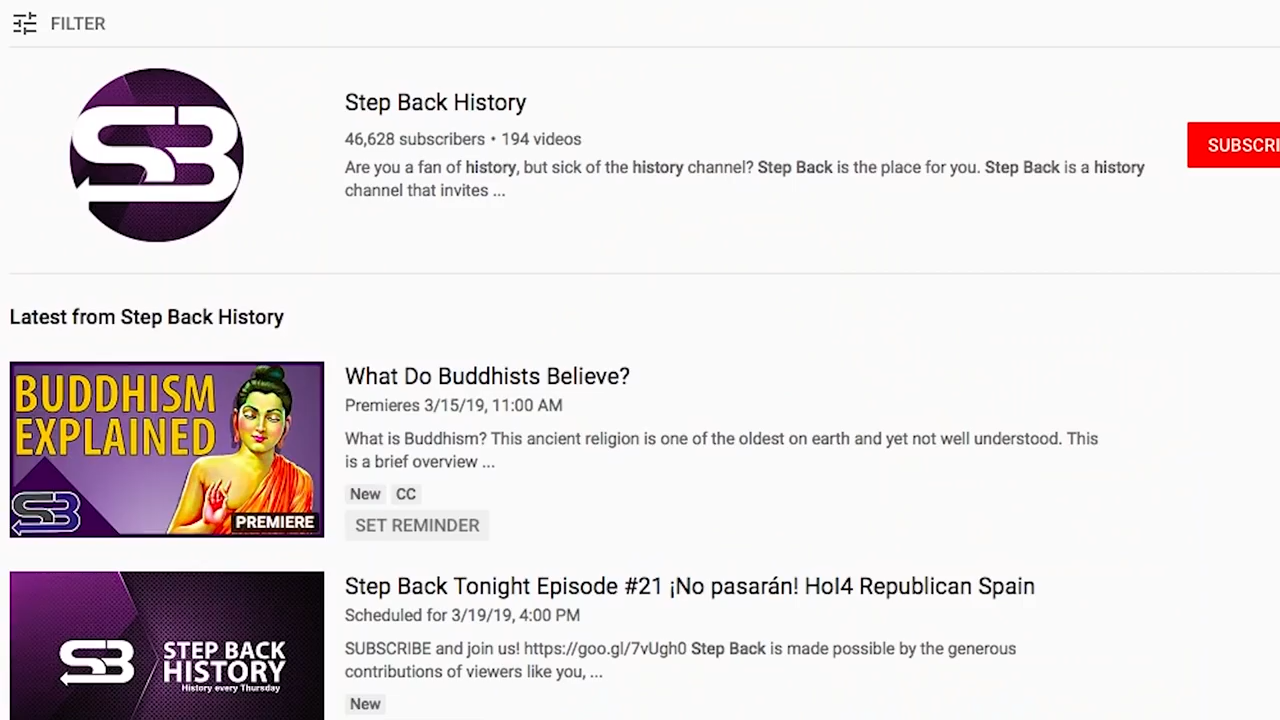 FILTER
Step Back History
46,628 subscribers • 194 videos
SUBSCRI
Are you a fan of history, but sick of the history channel? Step Back is the place for you. Step Back is a history
channel that invites ...
Latest from Step Back History
BUDDHISM
EXPLAINED
PREMIERE
What Do Buddhists Believe?
Premieres 3/15/19, 11:00 AM
What is Buddhism? This ancient religion is one of the oldest on earth and yet not well understood. This
is a brief overview ...
New CC
SET REMINDER
SB
STEP BACK
HISTORY
History every Thursday
Step Back Tonight Episode #21 ¡No pasarán! HoI4 Republican Spain
Scheduled for 3/19/19, 4:00 PM
SUBSCRIBE and join us! https://goo.gl/7vUgh0 Step Back is made possible by the generous
contributions of viewers like you, ...
New